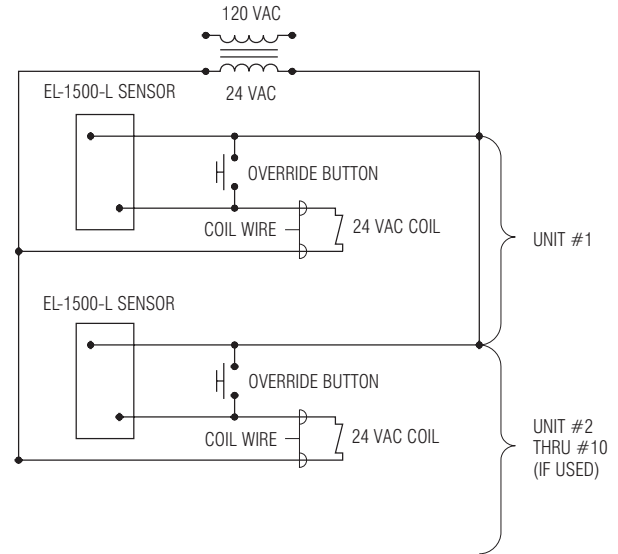 120 VAC
24 VAC
EL-1500-L SENSOR
OVERRIDE BUTTON
COIL WIRE
24 VAC COIL
UNIT #1
EL-1500-L SENSOR
OVERRIDE BUTTON
COIL WIRE
24 VAC COIL
UNIT #2
THRU #10
(IF USED)